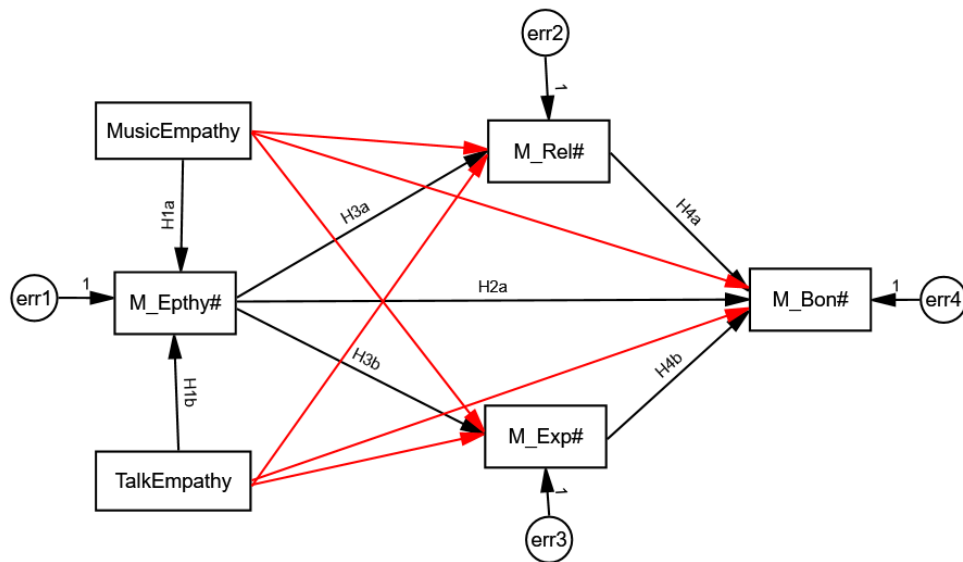 err2
1
MusicEmpathy
M_Rel#
H1a
H3a
H4a
err1
1
M_Epthy#
H2a
M_Bon#
1
err4
H1b
H3b
H4b
M_Exp#
TalkEmpathy
1
err3